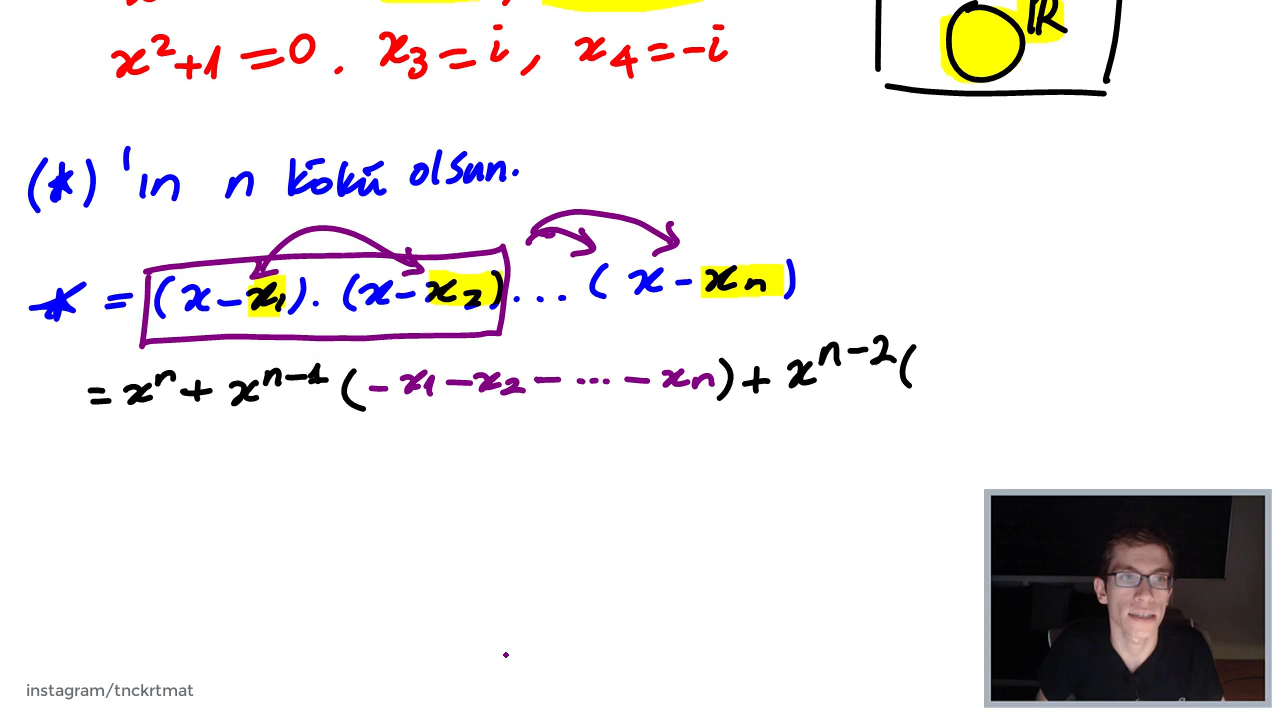 x²+1=0. x₃=i, x₄=-i
ℝ
(*)'ın n kökü olsun.
* = (x-x₁).(x-x₂)...(x-xₙ)
= xⁿ + xⁿ⁻¹(-x₁-x₂-...-xₙ) + xⁿ⁻²(
instagram/tnckrtmat